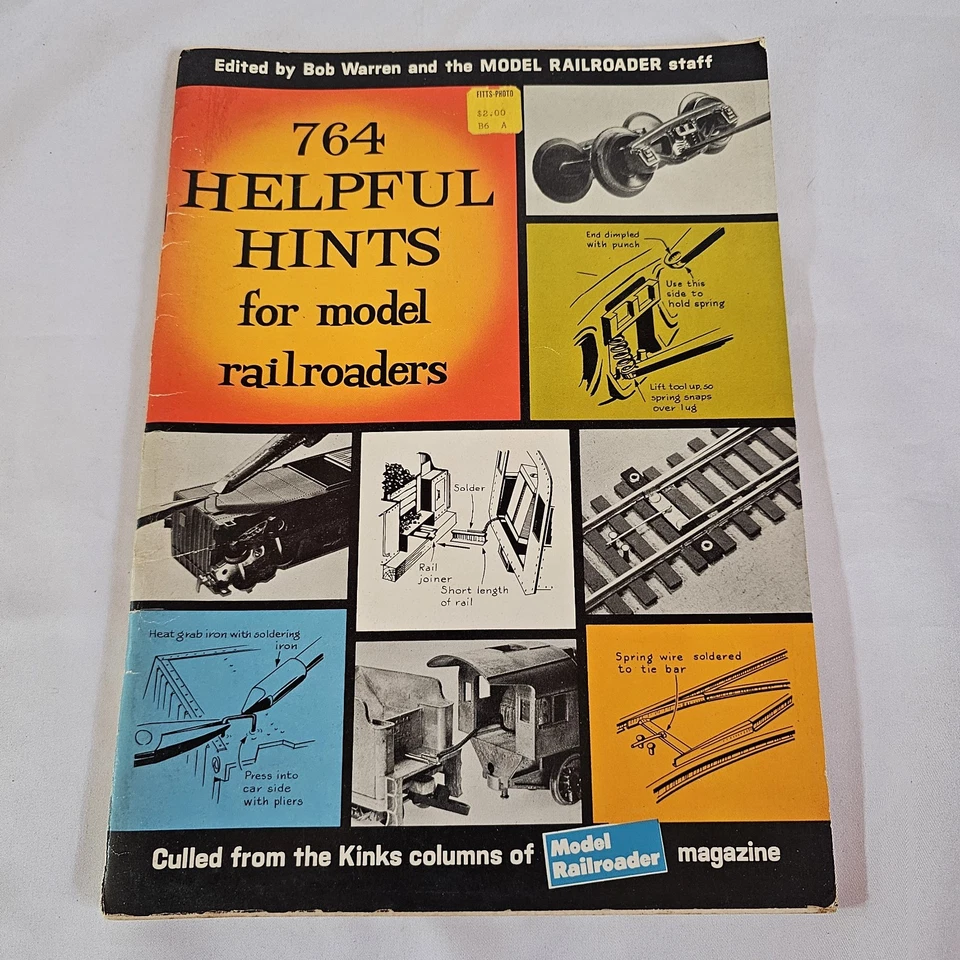 Edited by Bob Warren and the MODEL RAILROADER staff
FITTS-PHOTO
$2.00
B6 A
764
HELPFUL
HINTS
for model
railroaders
End dimpled
with punch
Use this
side to
hold spring
Lift tool up, so
spring snaps
over lug
Solder
Rail
joiner
Short length
of rail
Heat grab iron with soldering
iron
Press into
car side
with pliers
Spring wire soldered
to tie bar
Culled from the Kinks columns of Model Railroader magazine